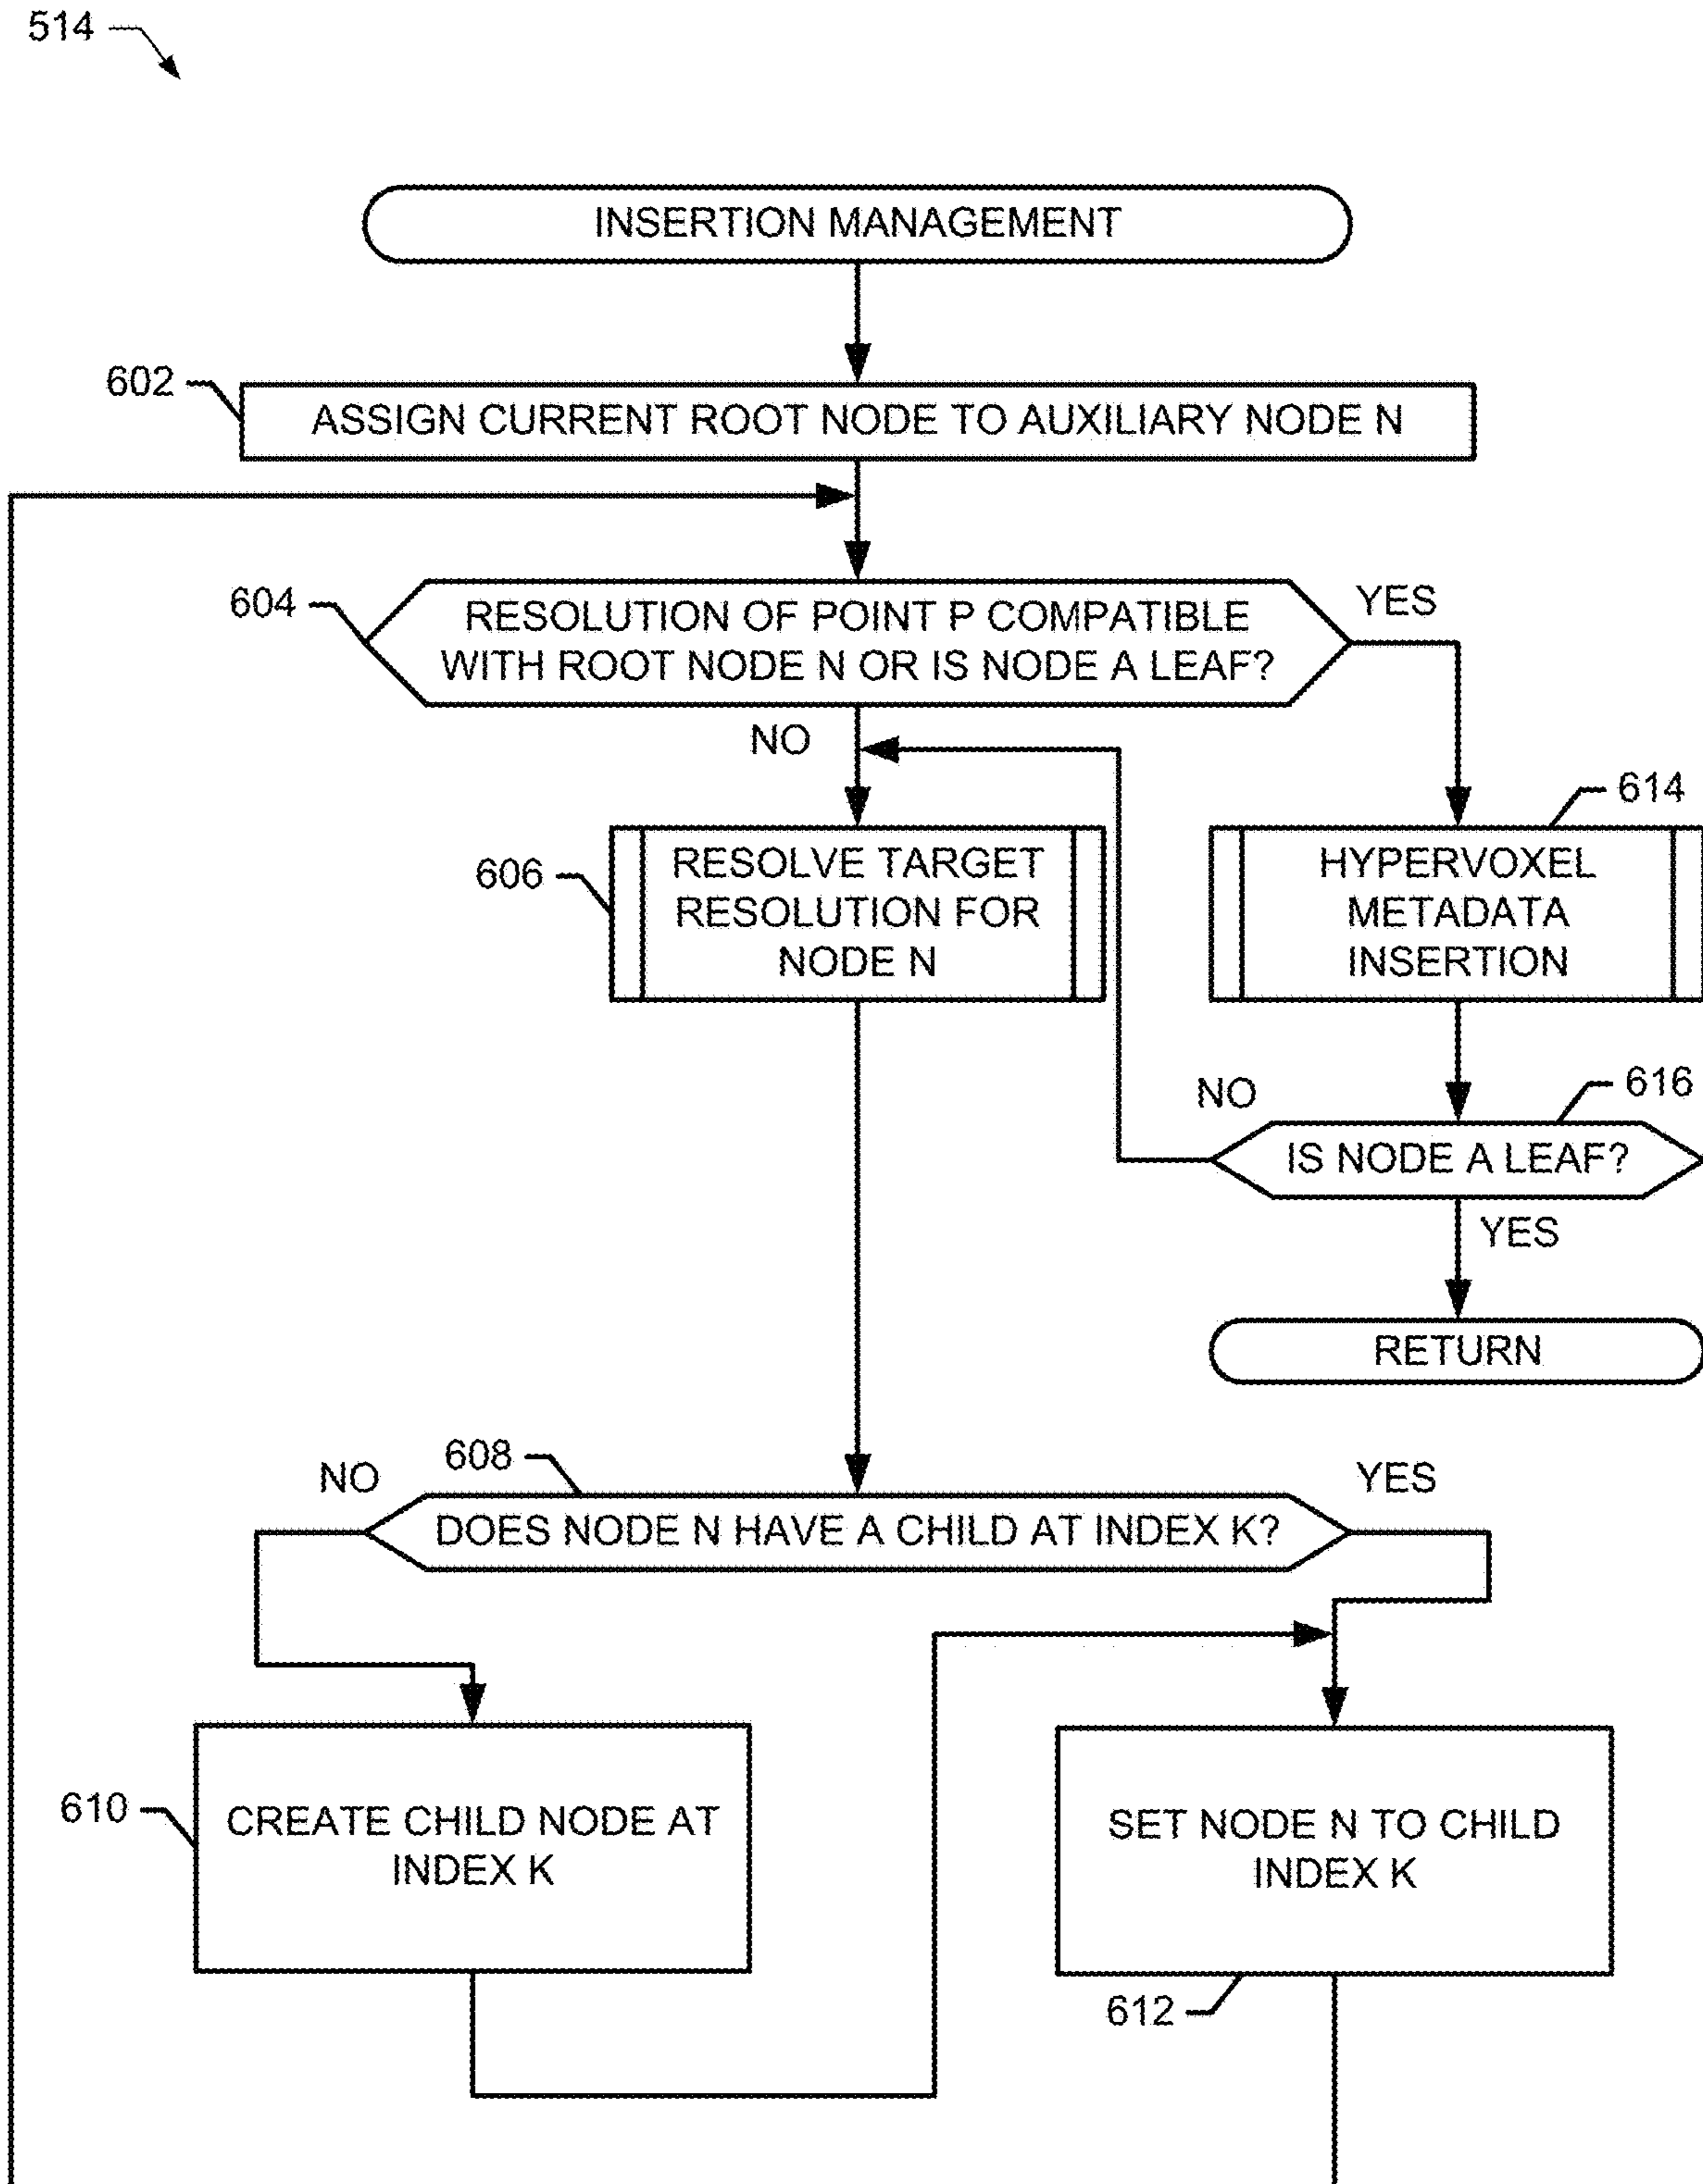 514
INSERTION MANAGEMENT
602
ASSIGN CURRENT ROOT NODE TO AUXILIARY NODE N
604
RESOLUTION OF POINT P COMPATIBLE
WITH ROOT NODE N OR IS NODE A LEAF?
YES
NO
614
606
RESOLVE TARGET
RESOLUTION FOR
NODE N
HYPERVOXEL
METADATA
INSERTION
616
NO
IS NODE A LEAF?
YES
RETURN
608
NO
YES
DOES NODE N HAVE A CHILD AT INDEX K?
610
CREATE CHILD NODE AT
INDEX K
SET NODE N TO CHILD
INDEX K
612